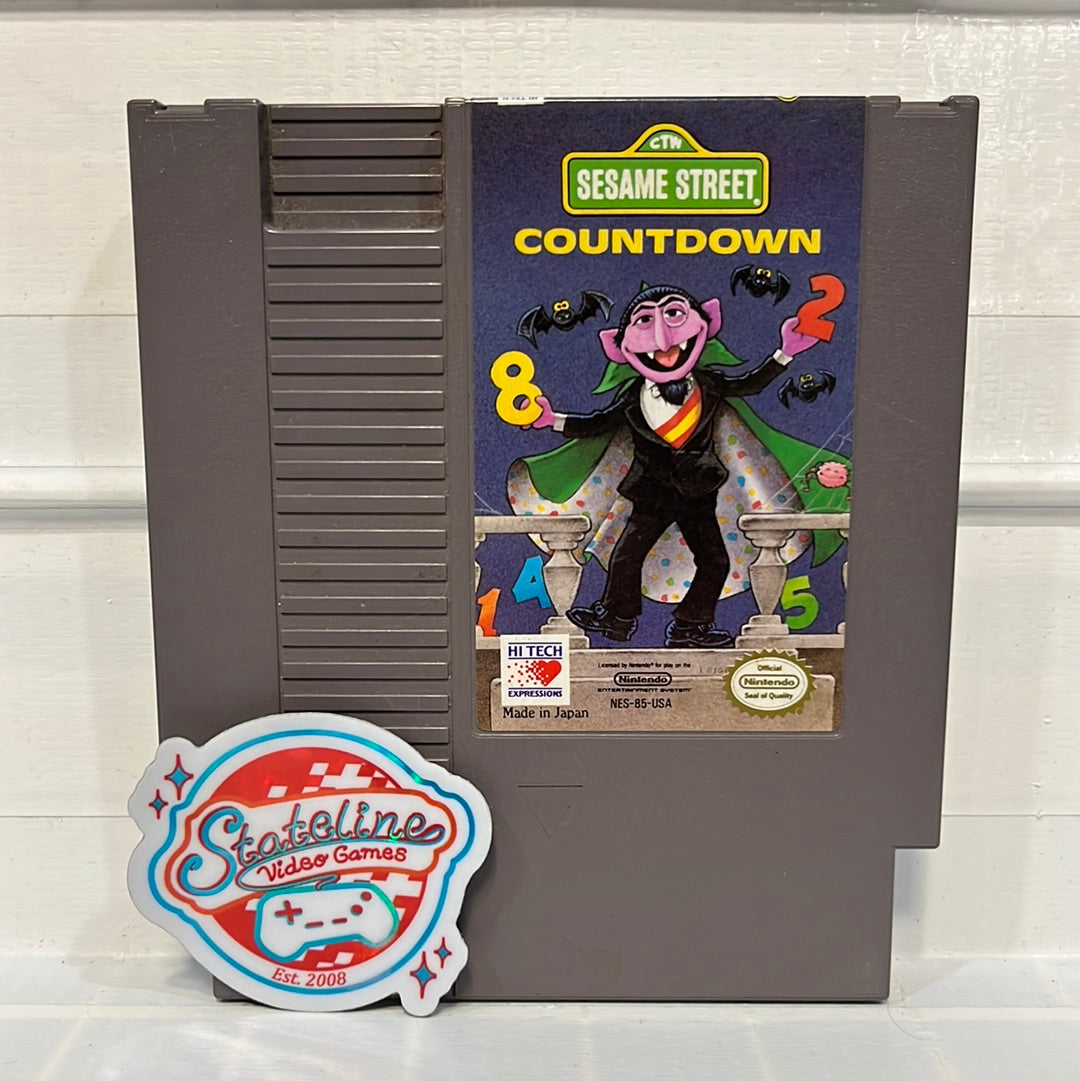 CTW
SESAME STREET®
COUNTDOWN
8
2
1
4
5
HI TECH
EXPRESSIONS
Made in Japan
Licensed by Nintendo® for play on the
Nintendo
ENTERTAINMENT SYSTEM
NES-85-USA
Official
Nintendo
Seal of Quality
Stateline
Video Games
Est. 2008